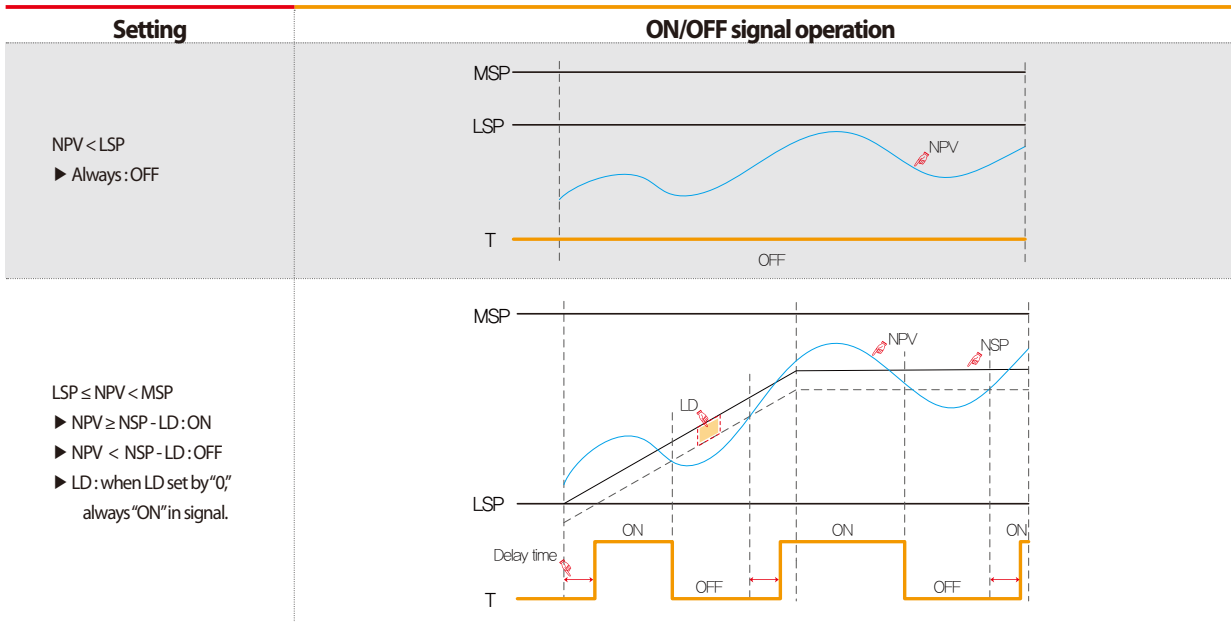 Setting
ON/OFF signal operation
NPV < LSP
▶ Always : OFF
MSP
LSP
NPV
T
OFF
LSP ≤ NPV < MSP
▶ NPV ≥ NSP - LD : ON
▶ NPV < NSP - LD : OFF
▶ LD : when LD set by "0,"
always "ON" in signal.
MSP
NPV
NSP
LD
LSP
ON
ON
ON
Delay time
OFF
OFF
T